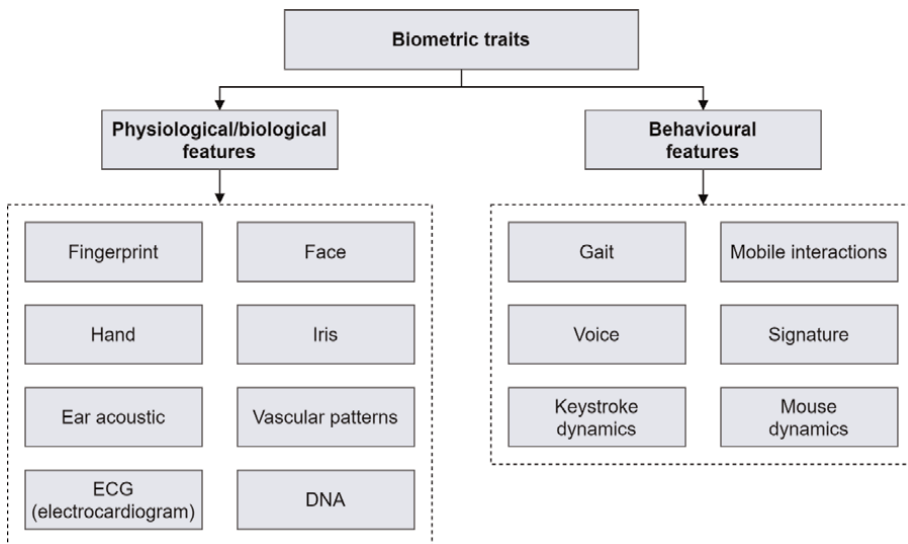 Biometric traits
Physiological/biological
features
Behavioural
features
Fingerprint
Face
Hand
Iris
Ear acoustic
Vascular patterns
ECG
(electrocardiogram)
DNA
Gait
Mobile interactions
Voice
Signature
Keystroke
dynamics
Mouse
dynamics